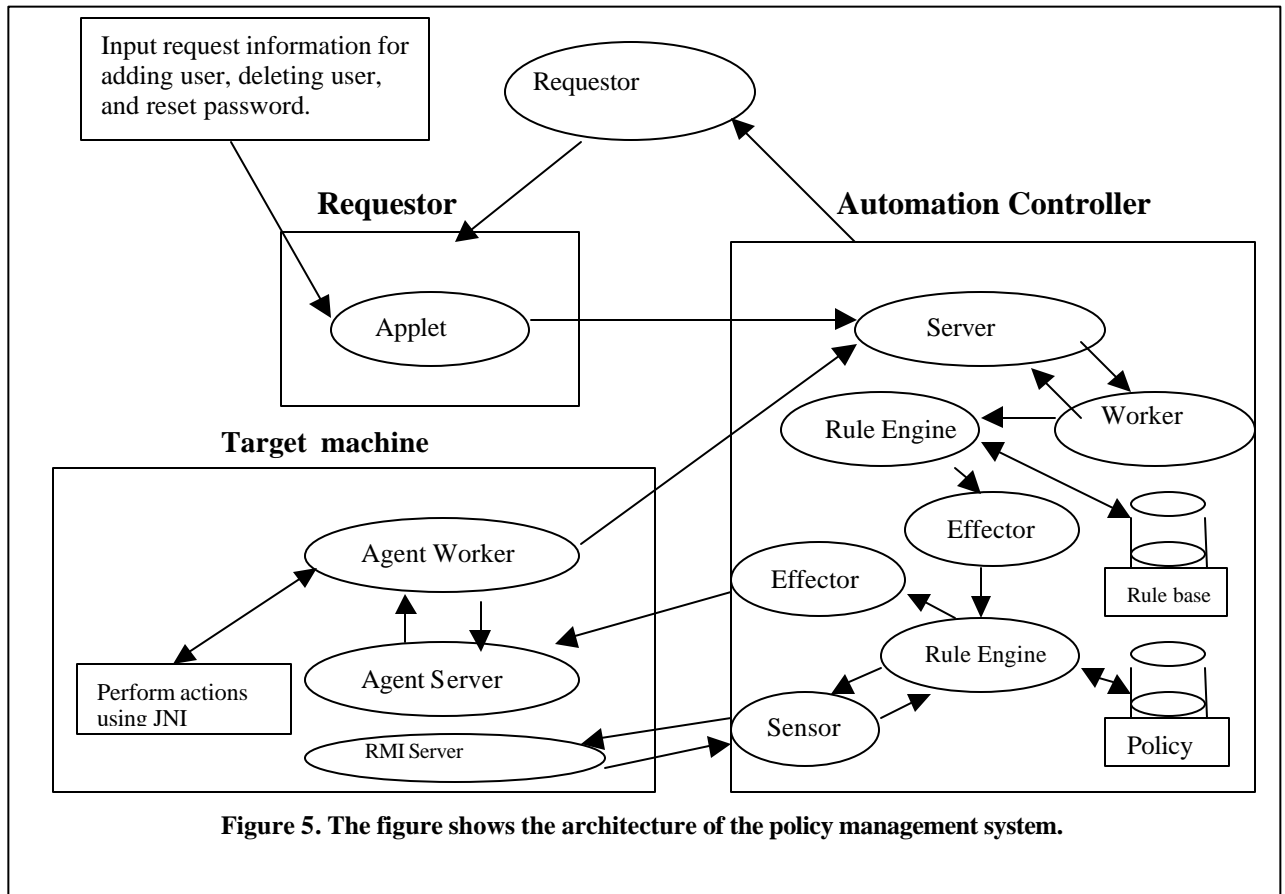 Input request information for
adding user, deleting user,
and reset password.
Requestor
Requestor
Automation Controller
Applet
Server
Worker
Rule Engine
Target machine
Effector
Agent Worker
Effector
Rule base
Rule Engine
Agent Server
Perform actions
using JNI
Sensor
Policy
RMI Server
Figure 5. The figure shows the architecture of the policy management system.